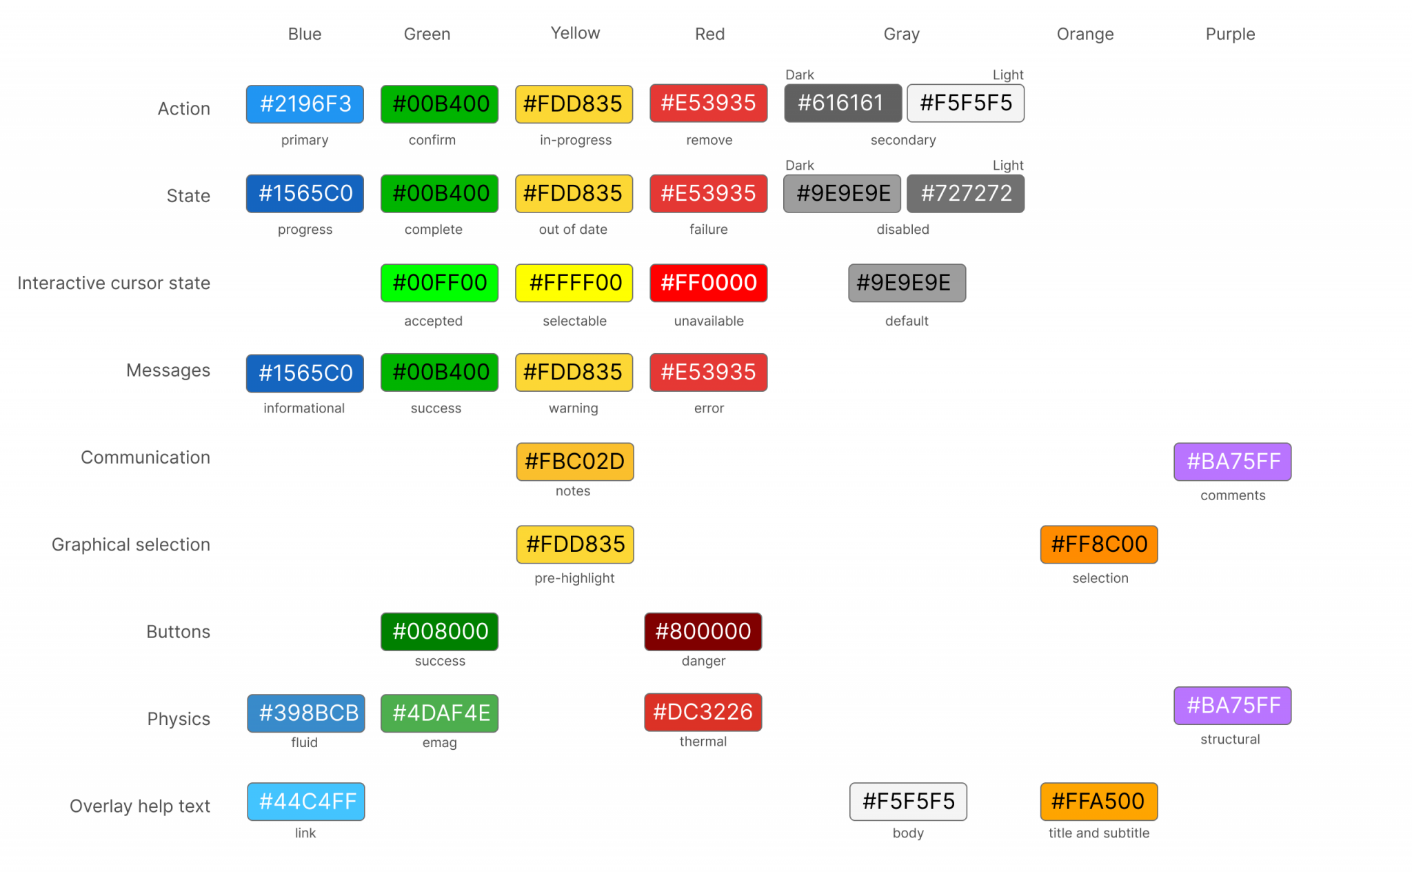 Blue Green Yellow Red Gray Orange Purple
Dark Light
Action #2196F3 #00B400 #FDD835 #E53935 #616161 #F5F5F5
primary confirm in-progress remove secondary
Dark Light
State #1565C0 #00B400 #FDD835 #E53935 #9E9E9E #727272
progress complete out of date failure disabled
Interactive cursor state #00FF00 #FFFF00 #FF0000 #9E9E9E
accepted selectable unavailable default
Messages #1565C0 #00B400 #FDD835 #E53935
informational success warning error
Communication #FBC02D #BA75FF
notes comments
Graphical selection #FDD835 #FF8C00
pre-highlight selection
Buttons #008000 #800000
success danger
Physics #398BCB #4DAF4E #DC3226 #BA75FF
fluid emag thermal structural
Overlay help text #44C4FF #F5F5F5 #FFA500
link body title and subtitle